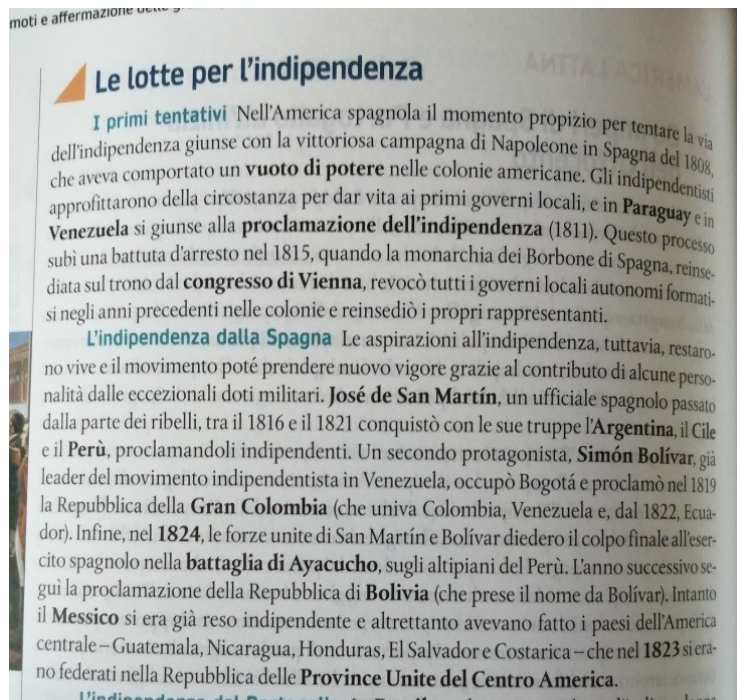 moti e affermazione
Le lotte per l'indipendenza
I primi tentativi Nell'America spagnola il momento propizio per tentare la via
dell'indipendenza giunse con la vittoriosa campagna di Napoleone in Spagna del 1808,
che aveva comportato un vuoto di potere nelle colonie americane. Gli indipendentisti
approfittarono della circostanza per dar vita ai primi governi locali, e in Paraguay e in
Venezuela si giunse alla proclamazione dell'indipendenza (1811). Questo processo
subì una battuta d'arresto nel 1815, quando la monarchia dei Borbone di Spagna, reinse-
diata sul trono dal congresso di Vienna, revocò tutti i governi locali autonomi formati-
si negli anni precedenti nelle colonie e reinsediò i propri rappresentanti.
L'indipendenza dalla Spagna Le aspirazioni all'indipendenza, tuttavia, restaro-
no vive e il movimento poté prendere nuovo vigore grazie al contributo di alcune perso-
nalità dalle eccezionali doti militari. José de San Martín, un ufficiale spagnolo passato
dalla parte dei ribelli, tra il 1816 e il 1821 conquistò con le sue truppe l'Argentina, il Cile
e il Perù, proclamandoli indipendenti. Un secondo protagonista, Simón Bolívar, già
leader del movimento indipendentista in Venezuela, occupò Bogotá e proclamò nel 1819
la Repubblica della Gran Colombia (che univa Colombia, Venezuela e, dal 1822, Ecua-
dor). Infine, nel 1824, le forze unite di San Martín e Bolívar diedero il colpo finale all'eser-
cito spagnolo nella battaglia di Ayacucho, sugli altipiani del Perù. L'anno successivo se-
guì la proclamazione della Repubblica di Bolivia (che prese il nome da Bolívar). Intanto
il Messico si era già reso indipendente e altrettanto avevano fatto i paesi dell'America
centrale – Guatemala, Nicaragua, Honduras, El Salvador e Costarica – che nel 1823 si era-
no federati nella Repubblica delle Province Unite del Centro America.